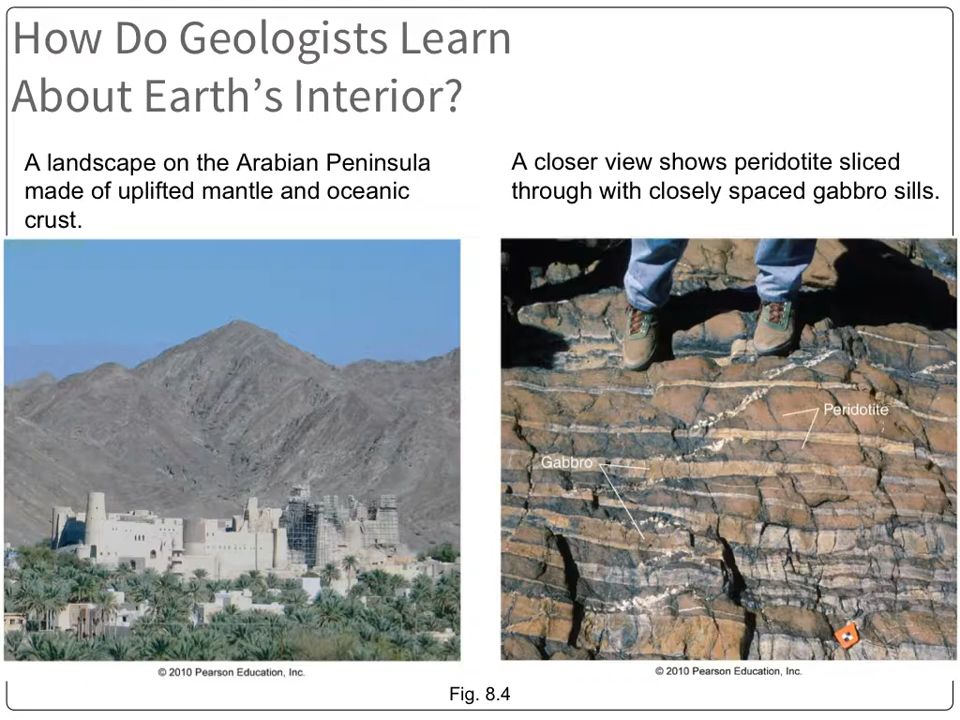 How Do Geologists Learn
About Earth's Interior?
A landscape on the Arabian Peninsula
made of uplifted mantle and oceanic
crust.
A closer view shows peridotite sliced
through with closely spaced gabbro sills.
Peridotite
Gabbro
© 2010 Pearson Education, Inc.
© 2010 Pearson Education, Inc.
Fig. 8.4